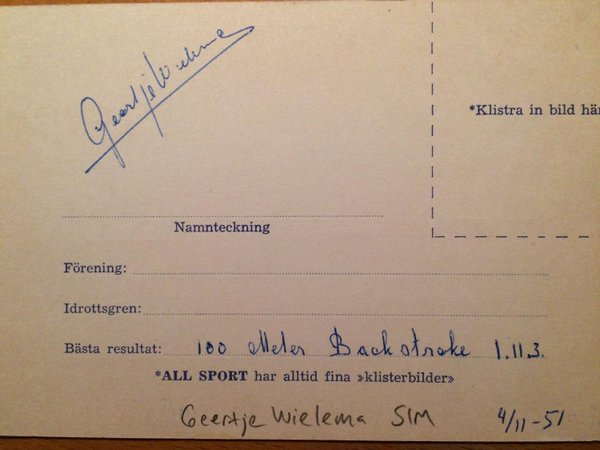 Geertje Wielema
*Klistra in bild här
Namnteckning
Förening:
Idrottsgren:
Bästa resultat: 100 Meter Backstroke 1.11.3.
*ALL SPORT har alltid fina »klisterbilder»
Geertje Wielema SIM 4/11-51